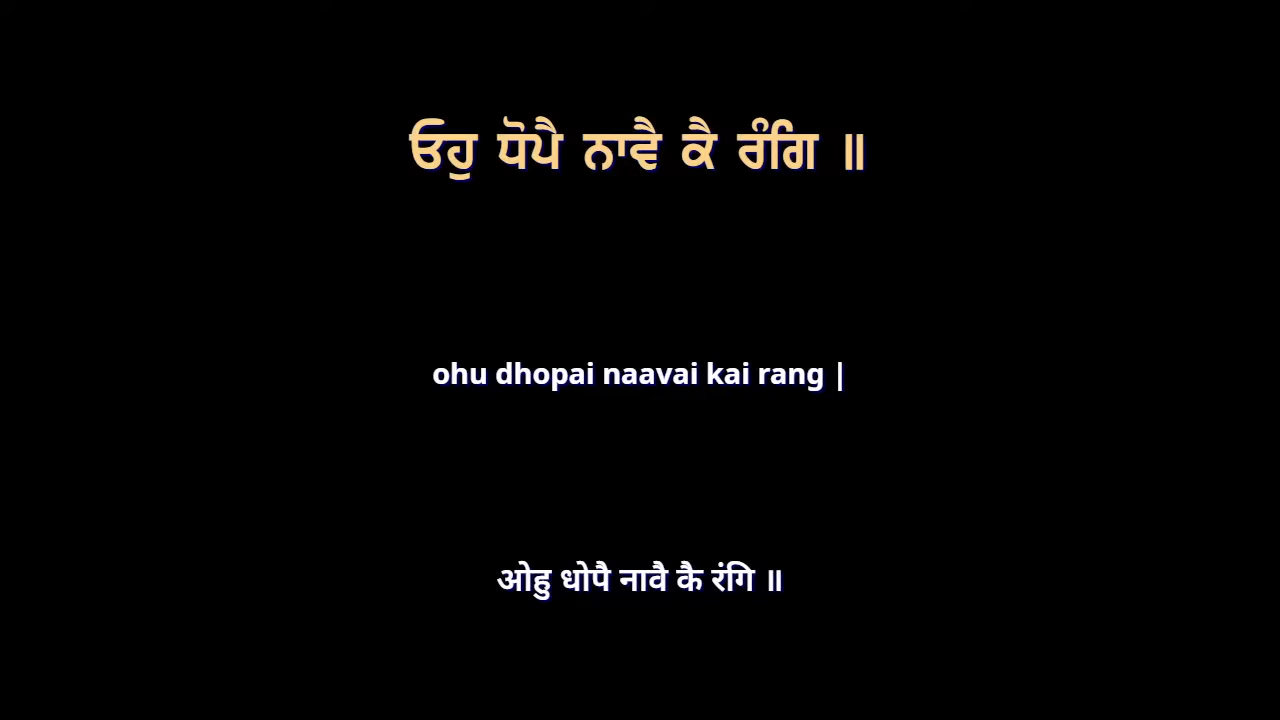 ਓਹੁ ਧੋਪੈ ਨਾਵੈ ਕੈ ਰੰਗਿ ॥
ohu dhopai naavai kai rang |
ओहु धोपै नावै कै रंगि ॥